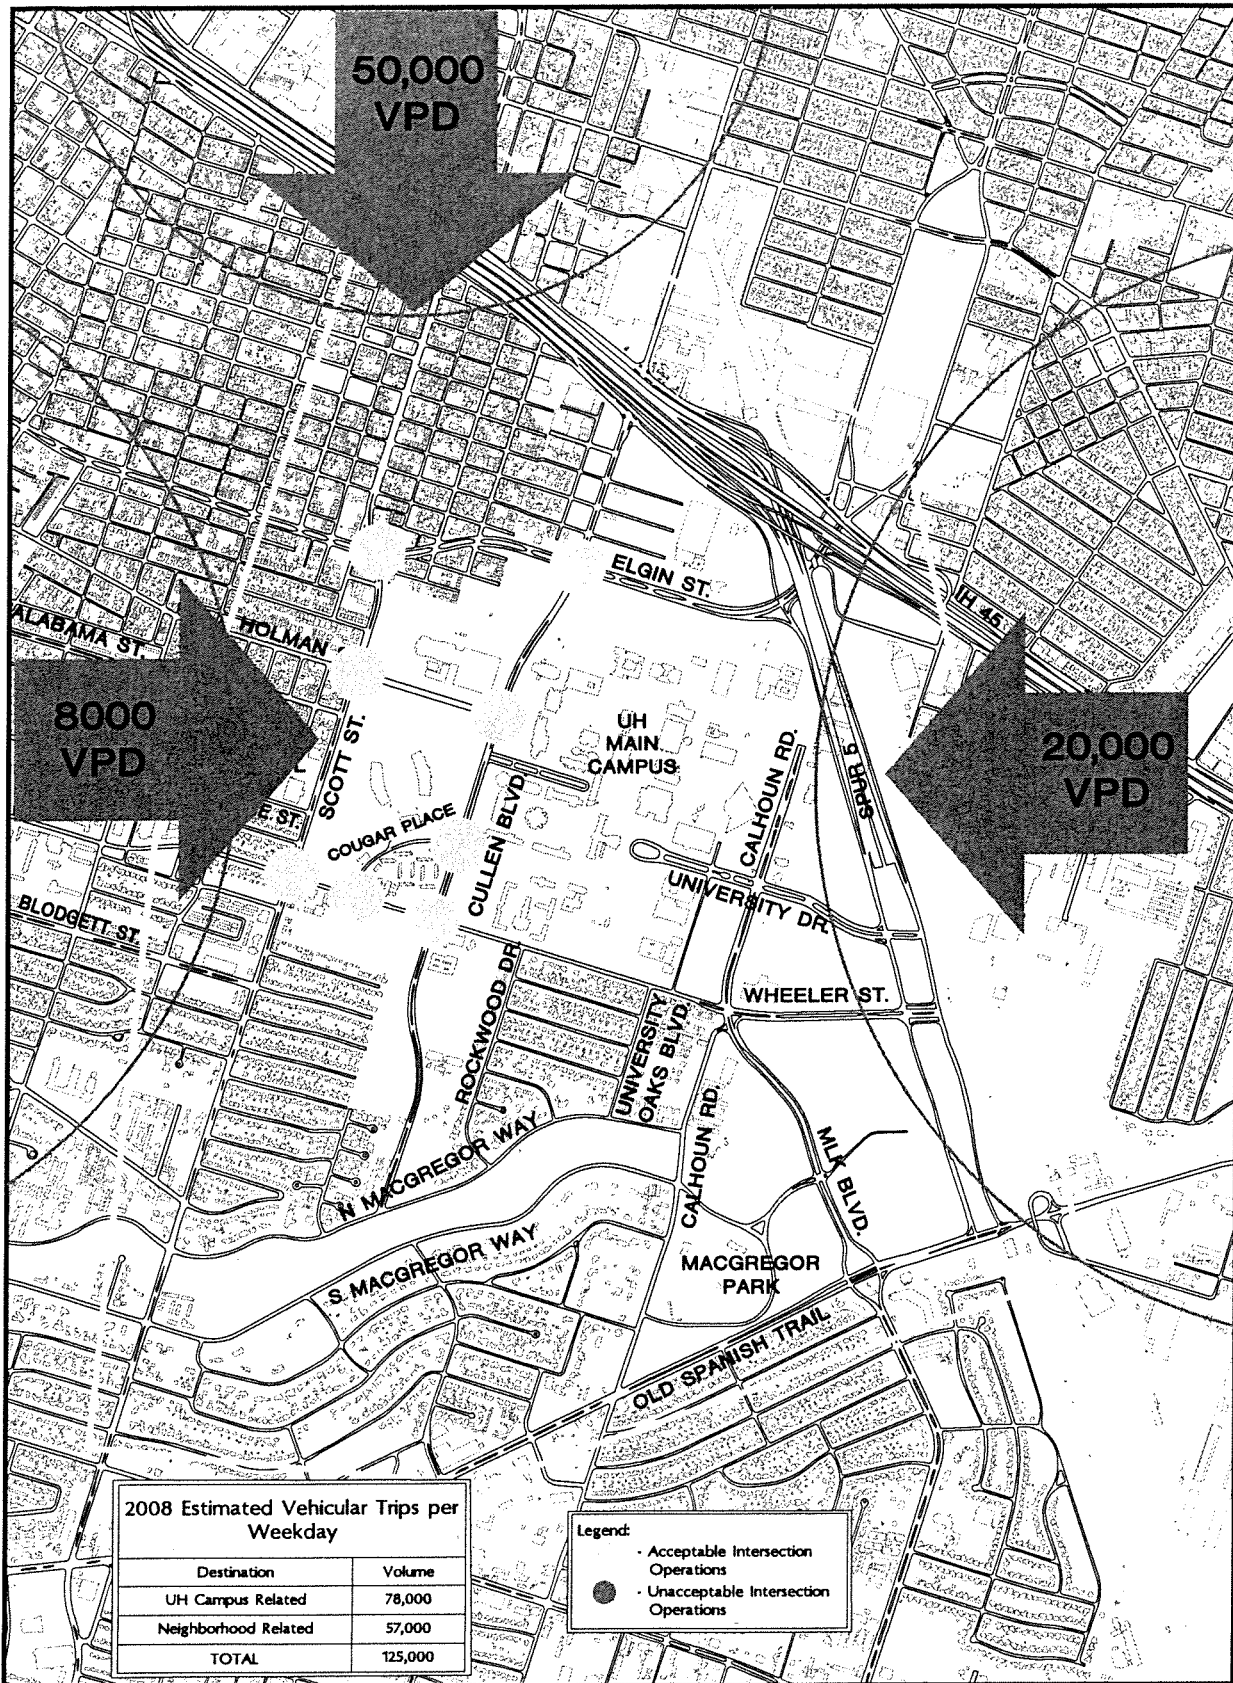 50,000
VPD
ELGIN ST.
IH 45
ALABAMA ST.
HOLMAN
8000
VPD
SCOTT ST.
UH
MAIN
CAMPUS
CALHOUN RD.
SPUR 5
20,000
VPD
E ST.
COUGAR PLACE
CULLEN BLVD
UNIVERSITY DR.
BLODGETT ST.
ROCKWOOD DR.
WHEELER ST.
UNIVERSITY
OAKS BLVD.
N MACGREGOR WAY
CALHOUN RD.
MLK BLVD.
S. MACGREGOR WAY
MACGREGOR
PARK
OLD SPANISH TRAIL
2008 Estimated Vehicular Trips per
Weekday
Destination Volume
UH Campus Related 78,000
Neighborhood Related 57,000
TOTAL 125,000
Legend:
- Acceptable Intersection
Operations
- Unacceptable Intersection
Operations